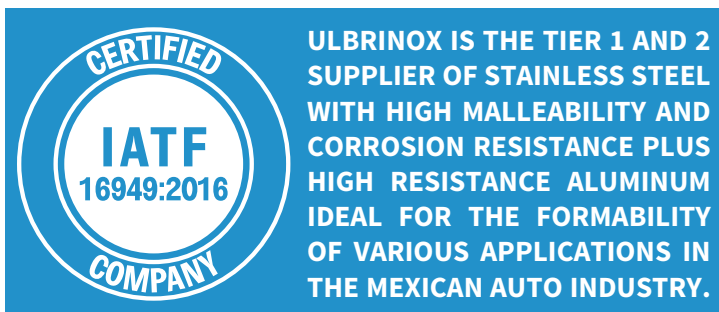 CERTIFIED
IATF
16949:2016
COMPANY
ULBRINOX IS THE TIER 1 AND 2
SUPPLIER OF STAINLESS STEEL
WITH HIGH MALLEABILITY AND
CORROSION RESISTANCE PLUS
HIGH RESISTANCE ALUMINUM
IDEAL FOR THE FORMABILITY
OF VARIOUS APPLICATIONS IN
THE MEXICAN AUTO INDUSTRY.